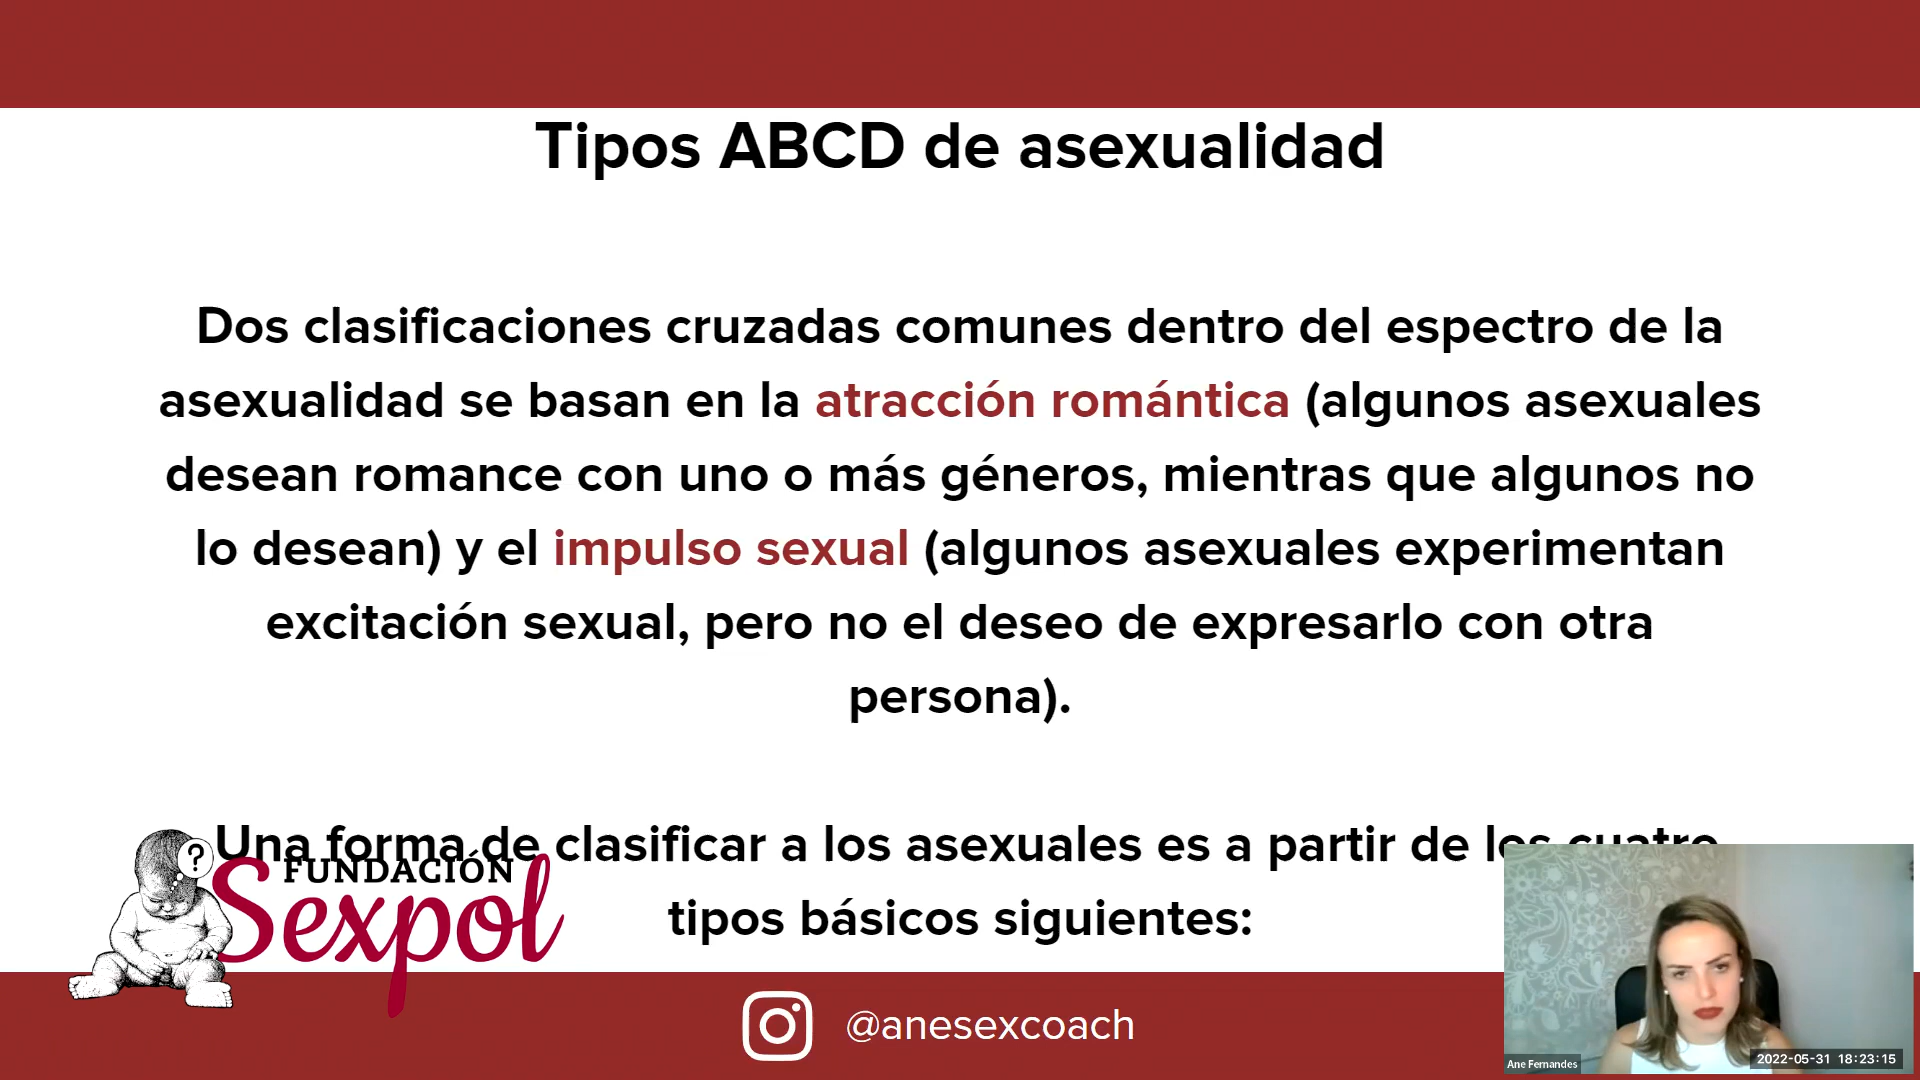 Tipos ABCD de asexualidad
Dos clasificaciones cruzadas comunes dentro del espectro de la
asexualidad se basan en la atracción romántica (algunos asexuales
desean romance con uno o más géneros, mientras que algunos no
lo desean) y el impulso sexual (algunos asexuales experimentan
excitación sexual, pero no el deseo de expresarlo con otra
persona).
Una forma de clasificar a los asexuales es a partir de los cuatro
tipos básicos siguientes:
?
FUNDACIÓN
Sexpol
@anesexcoach
Ane Fernandes
2022-05-31 18:23:15